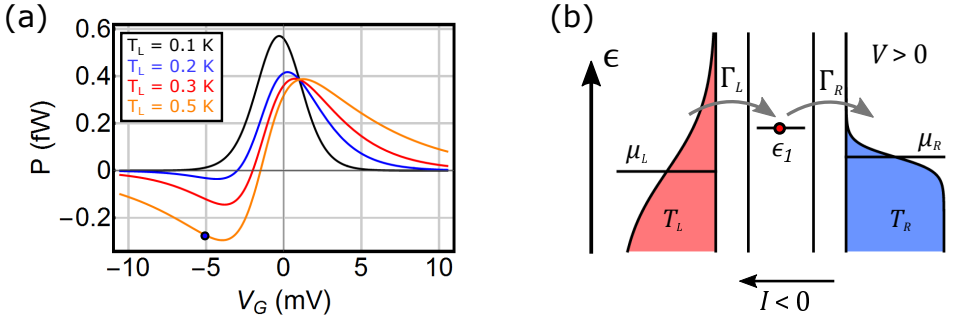 (a)
P (fW)
0.6
0.4
0.2
0
−0.2
T_L = 0.1 K
T_L = 0.2 K
T_L = 0.3 K
T_L = 0.5 K
−10 −5 0 5 10
V_G (mV)
(b)
ϵ
V > 0
Γ_L Γ_R
μ_L ϵ_1 μ_R
T_L T_R
I < 0